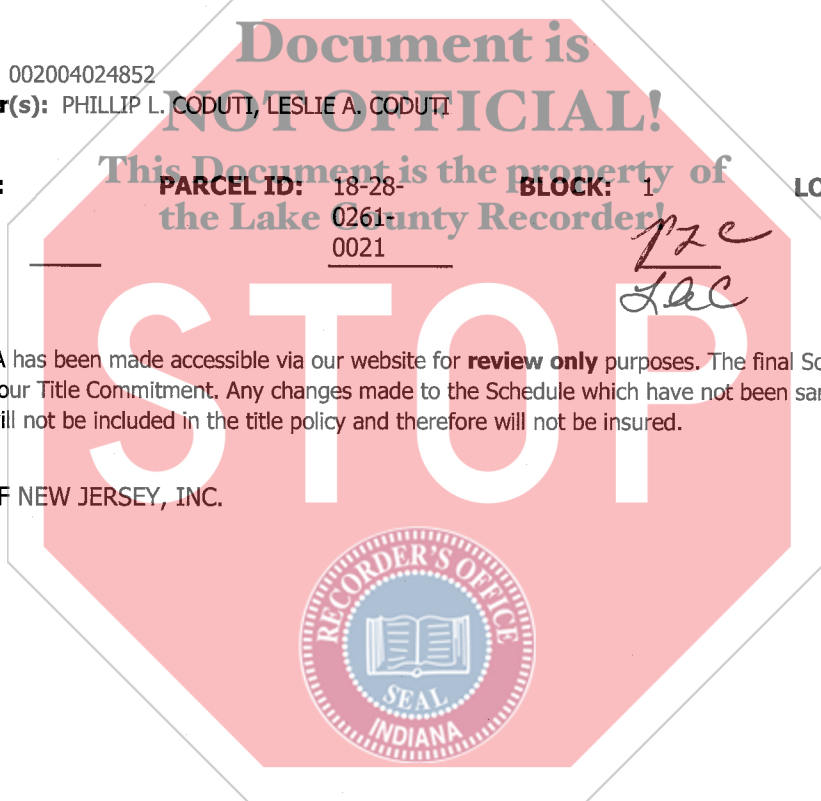 Document is
002004024852
r(s): PHILLIP L. CODUTI, LESLIE A. CODUTI
NOT OFFICIAL!
This Document is the property of
: PARCEL ID: 18-28- BLOCK: 1 LO
the Lake County Recorder!
0261-
0021
PLC
LAC
STOP
A has been made accessible via our website for review only purposes. The final Sc
our Title Commitment. Any changes made to the Schedule which have not been sa
ill not be included in the title policy and therefore will not be insured.
F NEW JERSEY, INC.
RECORDER'S OFFICE
SEAL
INDIANA